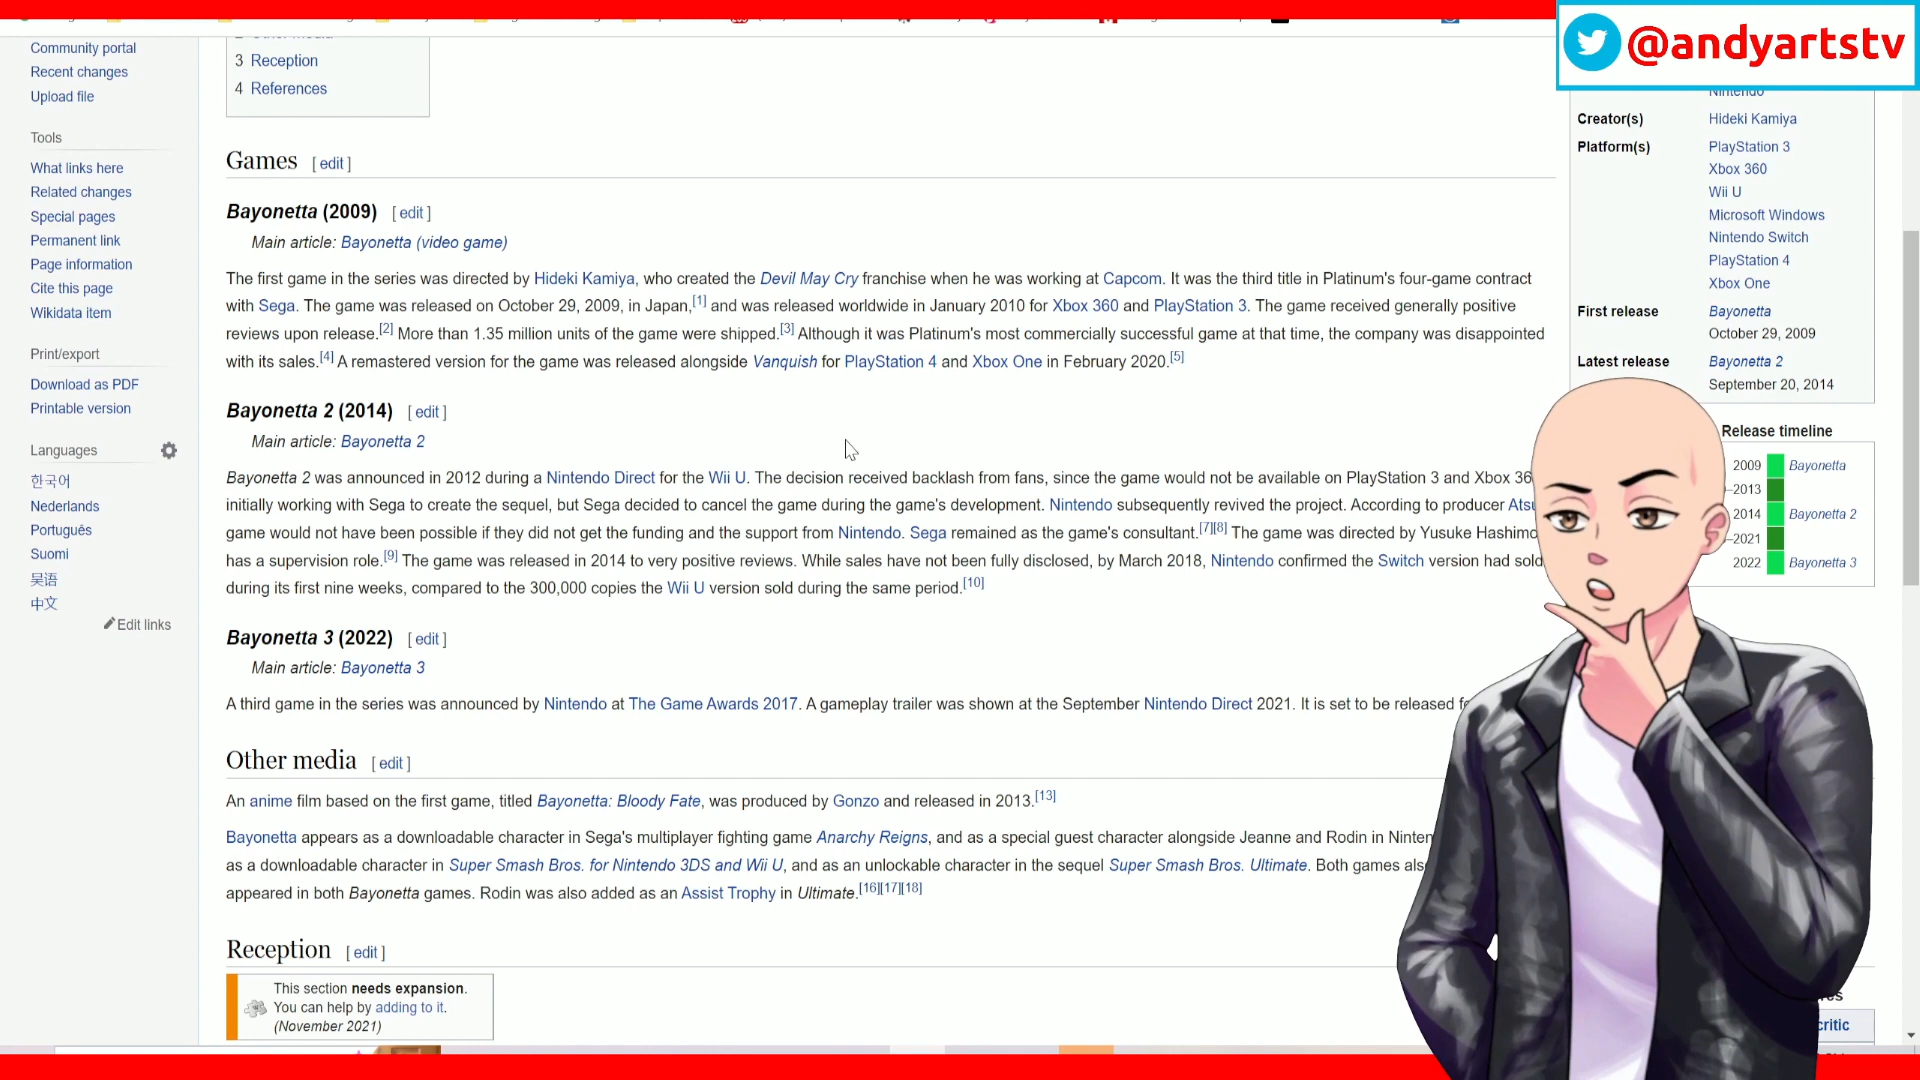 @andyartstv
Community portal
Recent changes
Upload file
Tools
What links here
Related changes
Special pages
Permanent link
Page information
Cite this page
Wikidata item
Print/export
Download as PDF
Printable version
Languages
한국어
Nederlands
Português
Suomi
吴语
中文
Edit links
3 Reception
4 References
Games [ edit ]
Bayonetta (2009) [ edit ]
Main article: Bayonetta (video game)
The first game in the series was directed by Hideki Kamiya, who created the Devil May Cry franchise when he was working at Capcom. It was the third title in Platinum's four-game contract
with Sega. The game was released on October 29, 2009, in Japan,[1] and was released worldwide in January 2010 for Xbox 360 and PlayStation 3. The game received generally positive
reviews upon release.[2] More than 1.35 million units of the game were shipped.[3] Although it was Platinum's most commercially successful game at that time, the company was disappointed
with its sales.[4] A remastered version for the game was released alongside Vanquish for PlayStation 4 and Xbox One in February 2020.[5]
Bayonetta 2 (2014) [ edit ]
Main article: Bayonetta 2
Bayonetta 2 was announced in 2012 during a Nintendo Direct for the Wii U. The decision received backlash from fans, since the game would not be available on PlayStation 3 and Xbox 36
initially working with Sega to create the sequel, but Sega decided to cancel the game during the game's development. Nintendo subsequently revived the project. According to producer Atsu
game would not have been possible if they did not get the funding and the support from Nintendo. Sega remained as the game's consultant.[7][8] The game was directed by Yusuke Hashimo
has a supervision role.[9] The game was released in 2014 to very positive reviews. While sales have not been fully disclosed, by March 2018, Nintendo confirmed the Switch version had sold
during its first nine weeks, compared to the 300,000 copies the Wii U version sold during the same period.[10]
Bayonetta 3 (2022) [ edit ]
Main article: Bayonetta 3
A third game in the series was announced by Nintendo at The Game Awards 2017. A gameplay trailer was shown at the September Nintendo Direct 2021. It is set to be released
Other media [ edit ]
An anime film based on the first game, titled Bayonetta: Bloody Fate, was produced by Gonzo and released in 2013.[13]
Bayonetta appears as a downloadable character in Sega's multiplayer fighting game Anarchy Reigns, and as a special guest character alongside Jeanne and Rodin in Ninten
as a downloadable character in Super Smash Bros. for Nintendo 3DS and Wii U, and as an unlockable character in the sequel Super Smash Bros. Ultimate. Both games als
appeared in both Bayonetta games. Rodin was also added as an Assist Trophy in Ultimate.[16][17][18]
Reception [ edit ]
This section needs expansion.
You can help by adding to it.
(November 2021)
Nintendo
Creator(s) Hideki Kamiya
Platform(s) PlayStation 3
Xbox 360
Wii U
Microsoft Windows
Nintendo Switch
PlayStation 4
Xbox One
First release Bayonetta
October 29, 2009
Latest release Bayonetta 2
September 20, 2014
Release timeline
2009 Bayonetta
–2013
2014 Bayonetta 2
–2021
2022 Bayonetta 3
critic